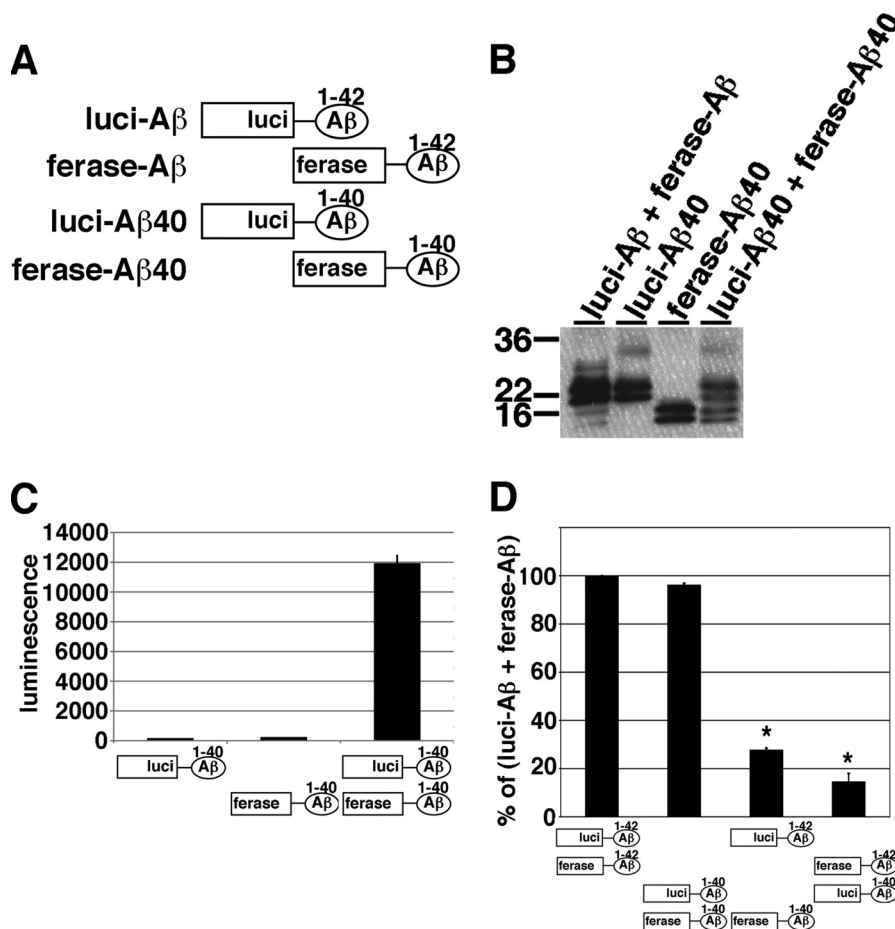 A
1-42
luci-Aβ luci Aβ
1-42
ferase-Aβ ferase Aβ
1-40
luci-Aβ40 luci Aβ
1-40
ferase-Aβ40 ferase Aβ
B
luci-Aβ + ferase-Aβ
luci-Aβ40
ferase-Aβ40
luci-Aβ40 + ferase-Aβ40
36
22
16
C
luminescence
14000
12000
10000
8000
6000
4000
2000
0
1-40 1-40
luci Aβ luci Aβ
1-40 1-40
ferase Aβ ferase Aβ
D
% of (luci-Aβ + ferase-Aβ)
100
80
60
40
20
0
* *
1-42 1-42
luci Aβ luci Aβ
1-42 1-42
ferase Aβ ferase Aβ
1-40 1-40
luci Aβ luci Aβ
1-40 1-40
ferase Aβ ferase Aβ